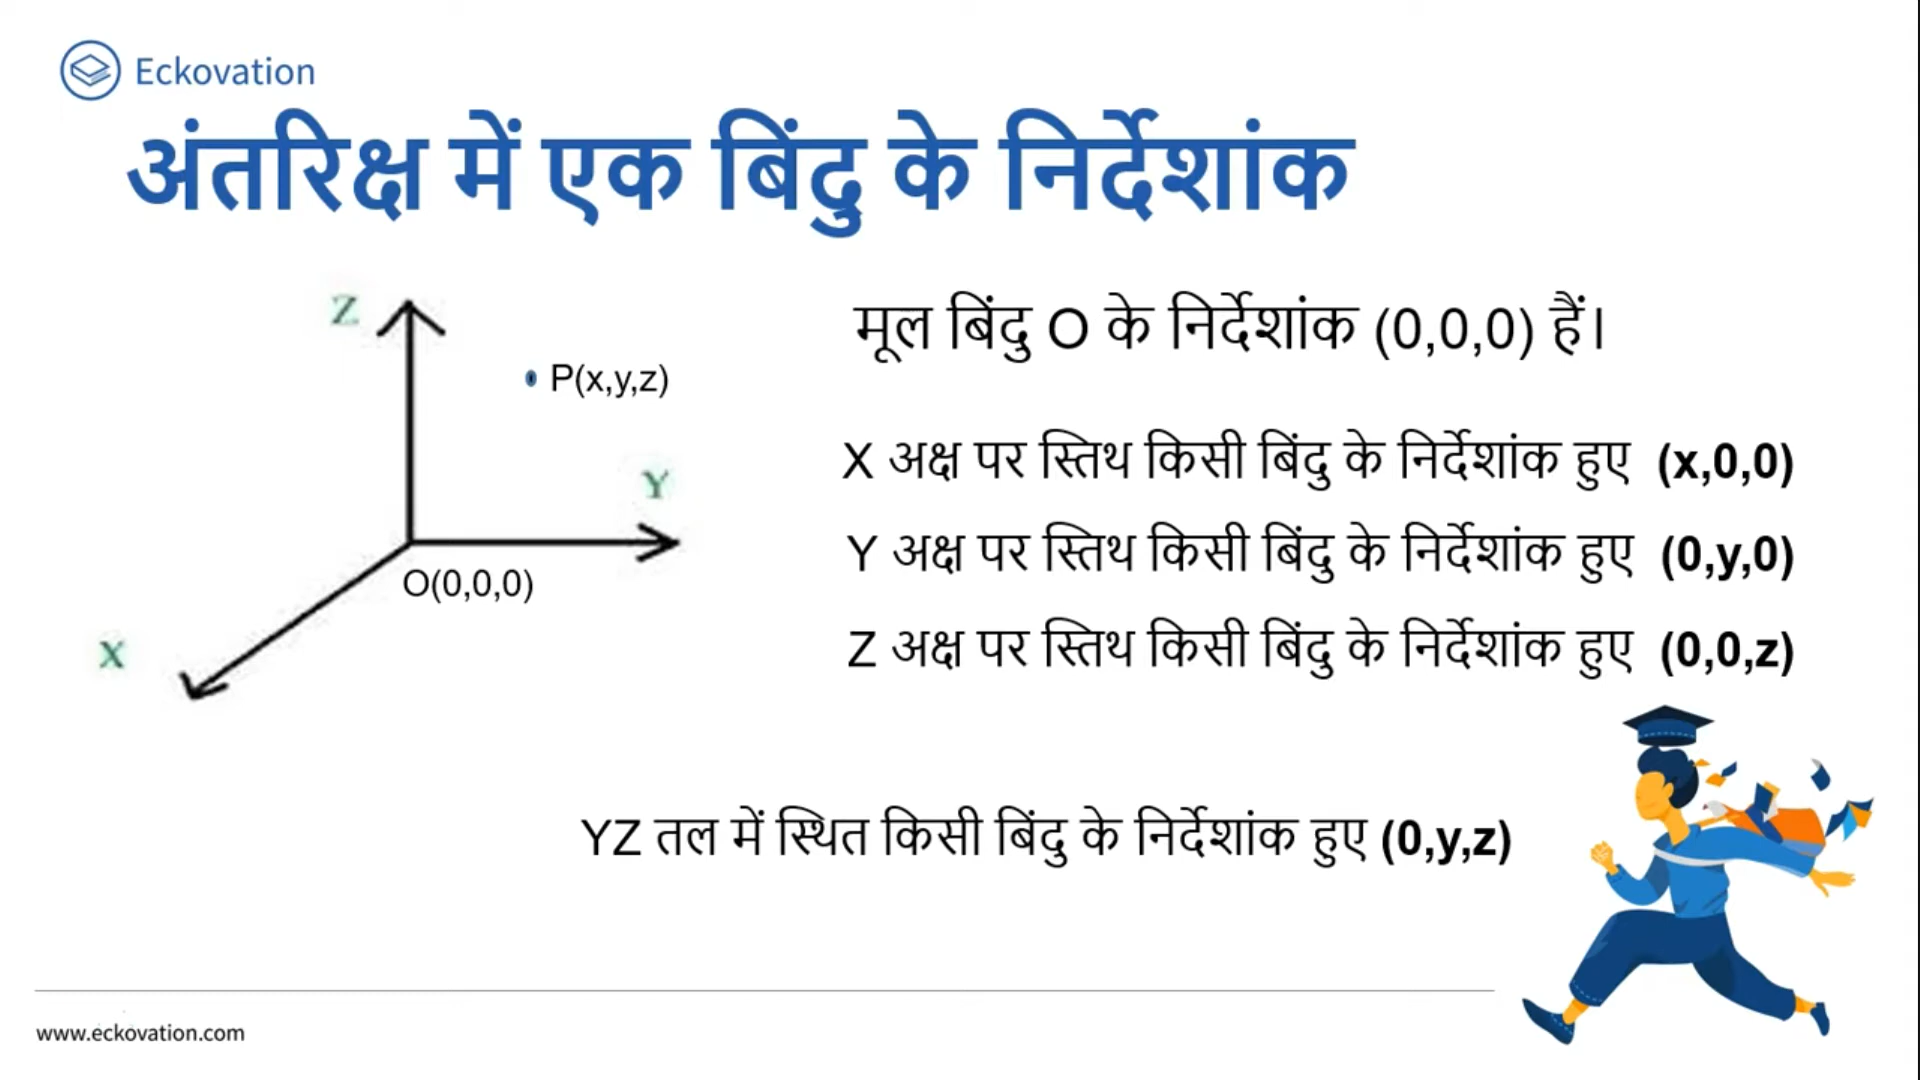 Eckovation
अंतरिक्ष में एक बिंदु के निर्देशांक
Z
P(x,y,z)
Y
O(0,0,0)
X
मूल बिंदु O के निर्देशांक (0,0,0) हैं।
X अक्ष पर स्तिथ किसी बिंदु के निर्देशांक हुए (x,0,0)
Y अक्ष पर स्तिथ किसी बिंदु के निर्देशांक हुए (0,y,0)
Z अक्ष पर स्तिथ किसी बिंदु के निर्देशांक हुए (0,0,z)
YZ तल में स्थित किसी बिंदु के निर्देशांक हुए (0,y,z)
www.eckovation.com